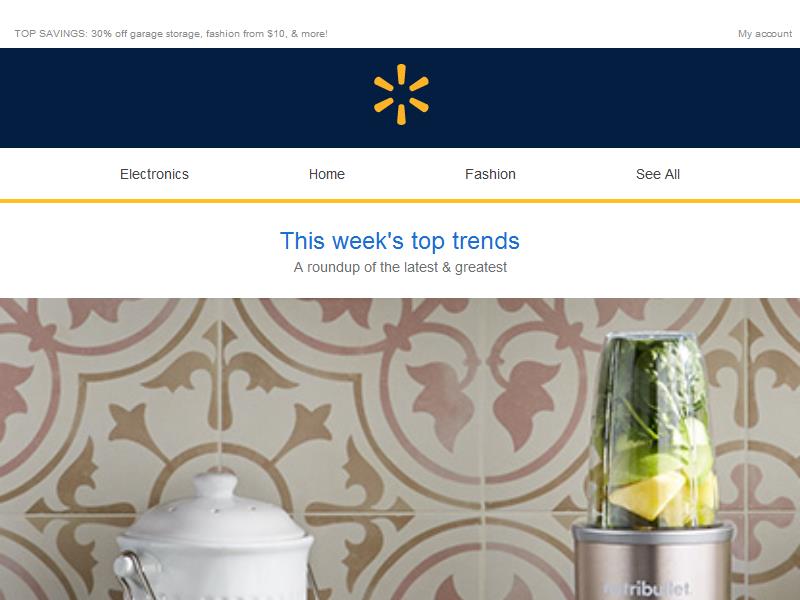 TOP SAVINGS: 30% off garage storage, fashion from $10, & more!
My account
Electronics
Home
Fashion
See All
This week's top trends
A roundup of the latest & greatest
nutribullet